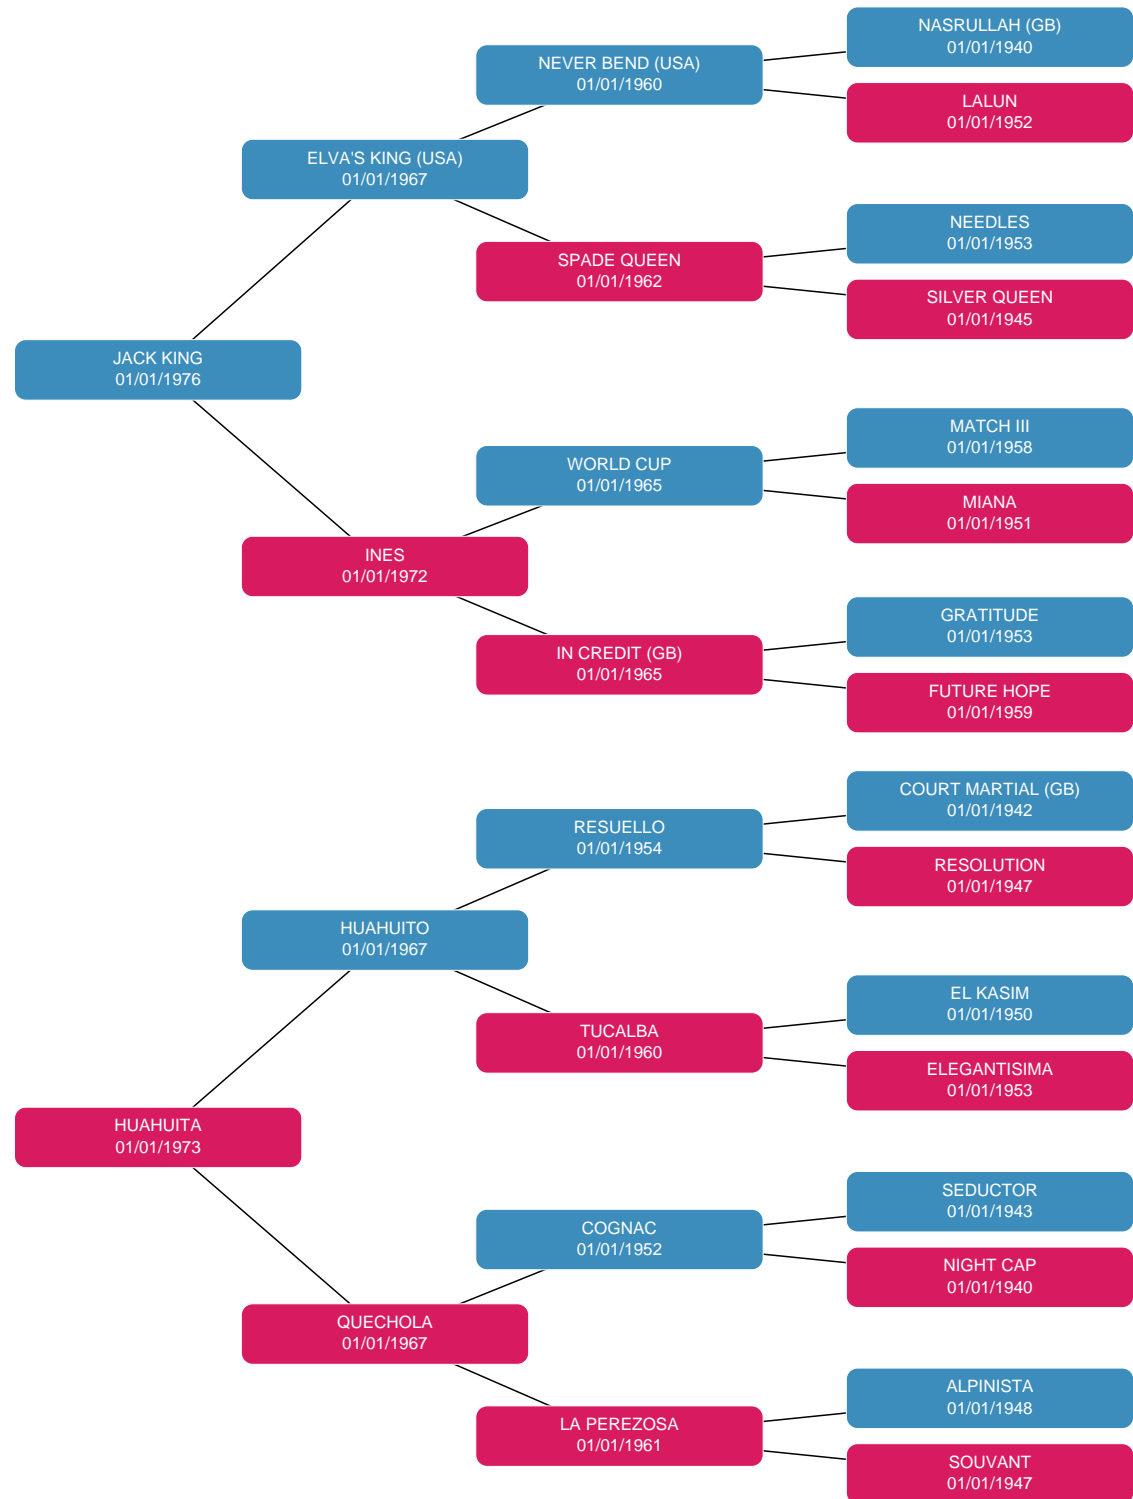 NASRULLAH (GB)
01/01/1940
NEVER BEND (USA)
01/01/1960
LALUN
01/01/1952
ELVA'S KING (USA)
01/01/1967
NEEDLES
01/01/1953
SPADE QUEEN
01/01/1962
SILVER QUEEN
01/01/1945
JACK KING
01/01/1976
MATCH III
01/01/1958
WORLD CUP
01/01/1965
MIANA
01/01/1951
INES
01/01/1972
GRATITUDE
01/01/1953
IN CREDIT (GB)
01/01/1965
FUTURE HOPE
01/01/1959
COURT MARTIAL (GB)
01/01/1942
RESUELLO
01/01/1954
RESOLUTION
01/01/1947
HUAHUITO
01/01/1967
EL KASIM
01/01/1950
TUCALBA
01/01/1960
ELEGANTISIMA
01/01/1953
HUAHUITA
01/01/1973
SEDUCTOR
01/01/1943
COGNAC
01/01/1952
NIGHT CAP
01/01/1940
QUECHOLA
01/01/1967
ALPINISTA
01/01/1948
LA PEREZOSA
01/01/1961
SOUVANT
01/01/1947